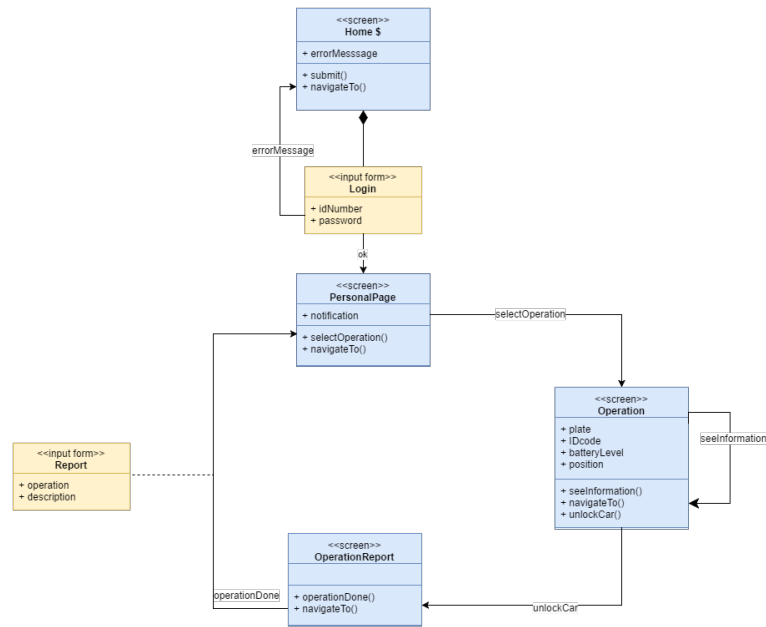 <<screen>>
Home $
+ errorMesssage
+ submit()
+ navigateTo()
errorMessage
<<input form>>
Login
+ idNumber
+ password
ok
<<screen>>
PersonalPage
+ notification
+ selectOperation()
+ navigateTo()
selectOperation
<<screen>>
Operation
+ plate
+ IDcode
+ batteryLevel
+ position
+ seeInformation()
+ navigateTo()
+ unlockCar()
seeInformation
<<input form>>
Report
+ operation
+ description
<<screen>>
OperationReport
+ operationDone()
+ navigateTo()
operationDone
unlockCar